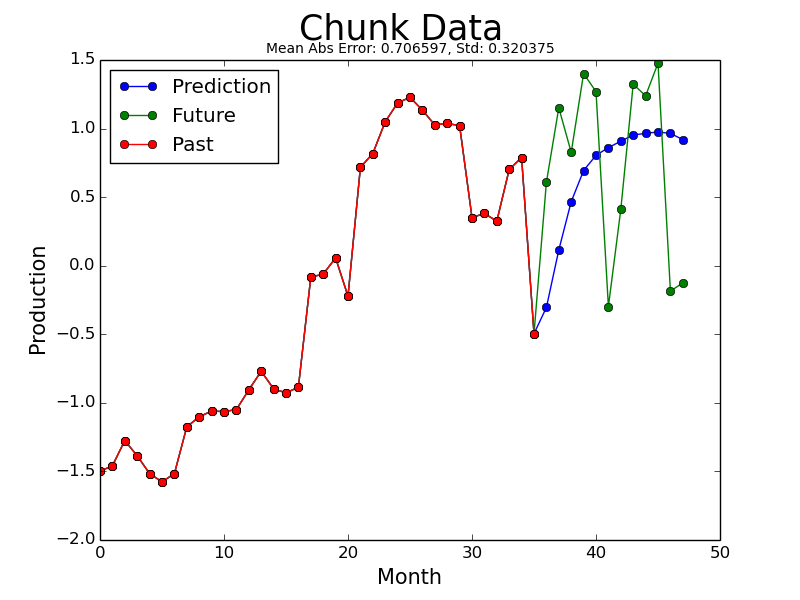 Chunk Data
Mean Abs Error: 0.706597, Std: 0.320375
Prediction
Future
Past
1.5
1.0
0.5
0.0
−0.5
−1.0
−1.5
−2.0
Production
0 10 20 30 40 50
Month